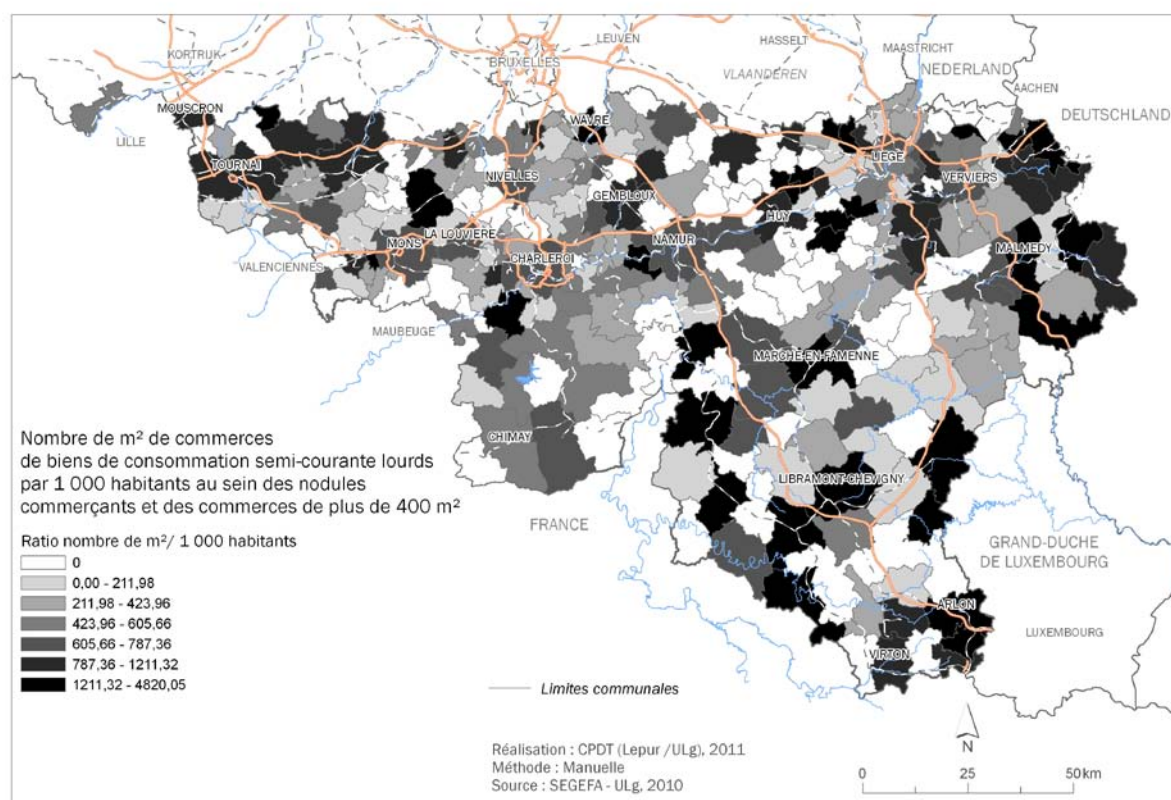 KORTRIJK
LEUVEN
HASSELT
MAASTRICHT
BRUXELLES
VLAANDEREN
NEDERLAND
AACHEN
MOUSCRON
WAVRE
DEUTSCHLAND
LILLE
LIEGE
TOURNAI
NIVELLES
VERVIERS
GEMBLOUX
HUY
LA LOUVIERE
MONS
NAMUR
MALMEDY
CHARLEROI
VALENCIENNES
MAUBEUGE
MARCHE-EN-FAMENNE
CHIMAY
LIBRAMONT-CHEVIGNY
FRANCE
GRAND-DUCHE
DE LUXEMBOURG
ARLON
LUXEMBOURG
VIRTON
Nombre de m² de commerces
de biens de consommation semi-courante lourds
par 1 000 habitants au sein des nodules
commerçants et des commerces de plus de 400 m²
Ratio nombre de m²/ 1 000 habitants
0
0,00 - 211,98
211,98 - 423,96
423,96 - 605,66
605,66 - 787,36
787,36 - 1211,32
1211,32 - 4820,05
Limites communales
Réalisation : CPDT (Lepur /ULg), 2011
Méthode : Manuelle
Source : SEGEFA - ULg, 2010
N
0 25 50 km